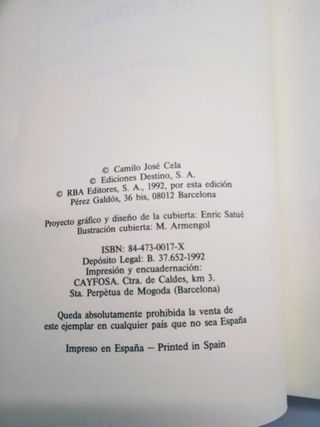 © Camilo José Cela
© Ediciones Destino, S. A.
© RBA Editores, S. A., 1992, por esta edición
Pérez Galdós, 36 bis, 08012 Barcelona
Proyecto gráfico y diseño de la cubierta: Enric Satué
Ilustración cubierta: M. Armengol
ISBN: 84-473-0017-X
Depósito Legal: B. 37.652-1992
Impresión y encuadernación:
CAYFOSA. Ctra. de Caldes, km 3.
Sta. Perpètua de Mogoda (Barcelona)
Queda absolutamente prohibida la venta de
este ejemplar en cualquier país que no sea España
Impreso en España — Printed in Spain